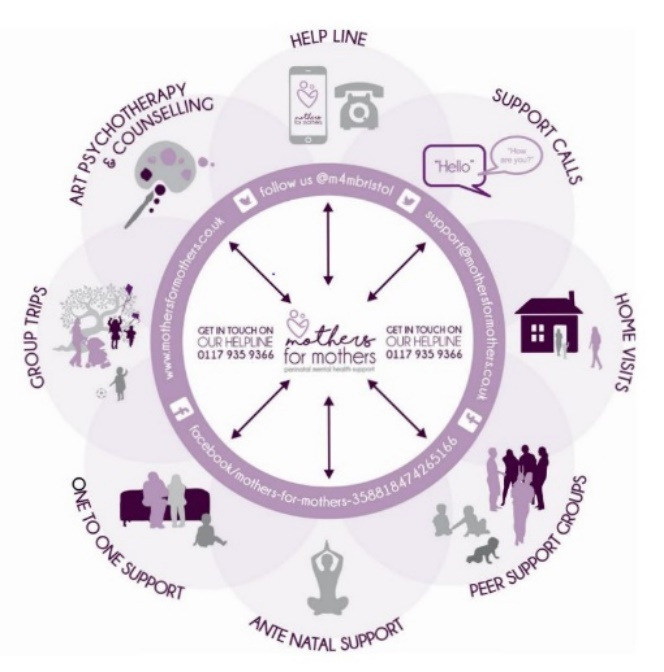 HELP LINE
mothers
for mothers
SUPPORT CALLS
"Hello"
"How
are you?"
HOME VISITS
PEER SUPPORT GROUPS
ANTE NATAL SUPPORT
ONE TO ONE SUPPORT
GROUP TRIPS
ART PSYCHOTHERAPY
& COUNSELLING
follow us @m4mbristol
support@mothersformothers.co.uk
facebook/mothers-for-mothers-358818474265166
www.mothersformothers.co.uk
GET IN TOUCH ON
OUR HELPLINE
0117 935 9366
mothers
for mothers
perinatal mental health support
GET IN TOUCH ON
OUR HELPLINE
0117 935 9366